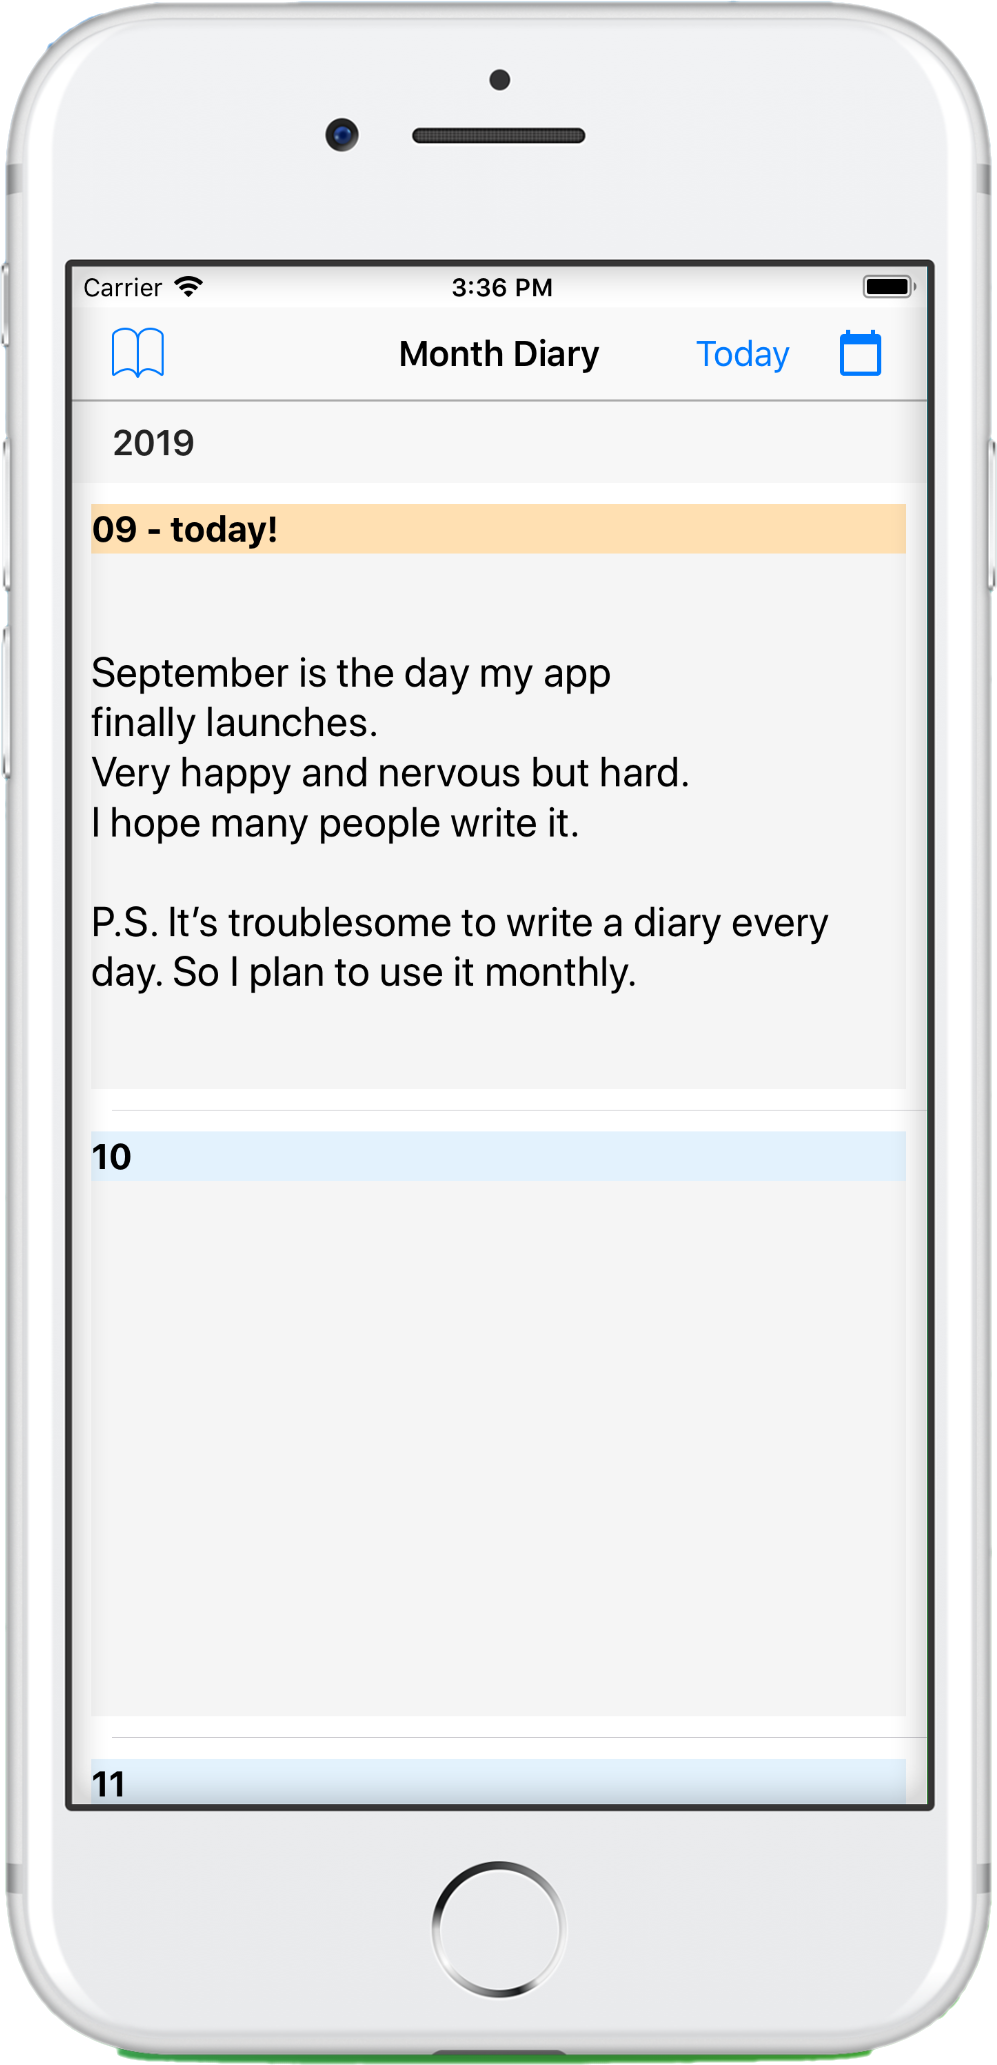 Carrier 3:36 PM
Month Diary Today
2019
09 - today!
September is the day my app
finally launches.
Very happy and nervous but hard.
I hope many people write it.
P.S. It’s troublesome to write a diary every
day. So I plan to use it monthly.
10
11